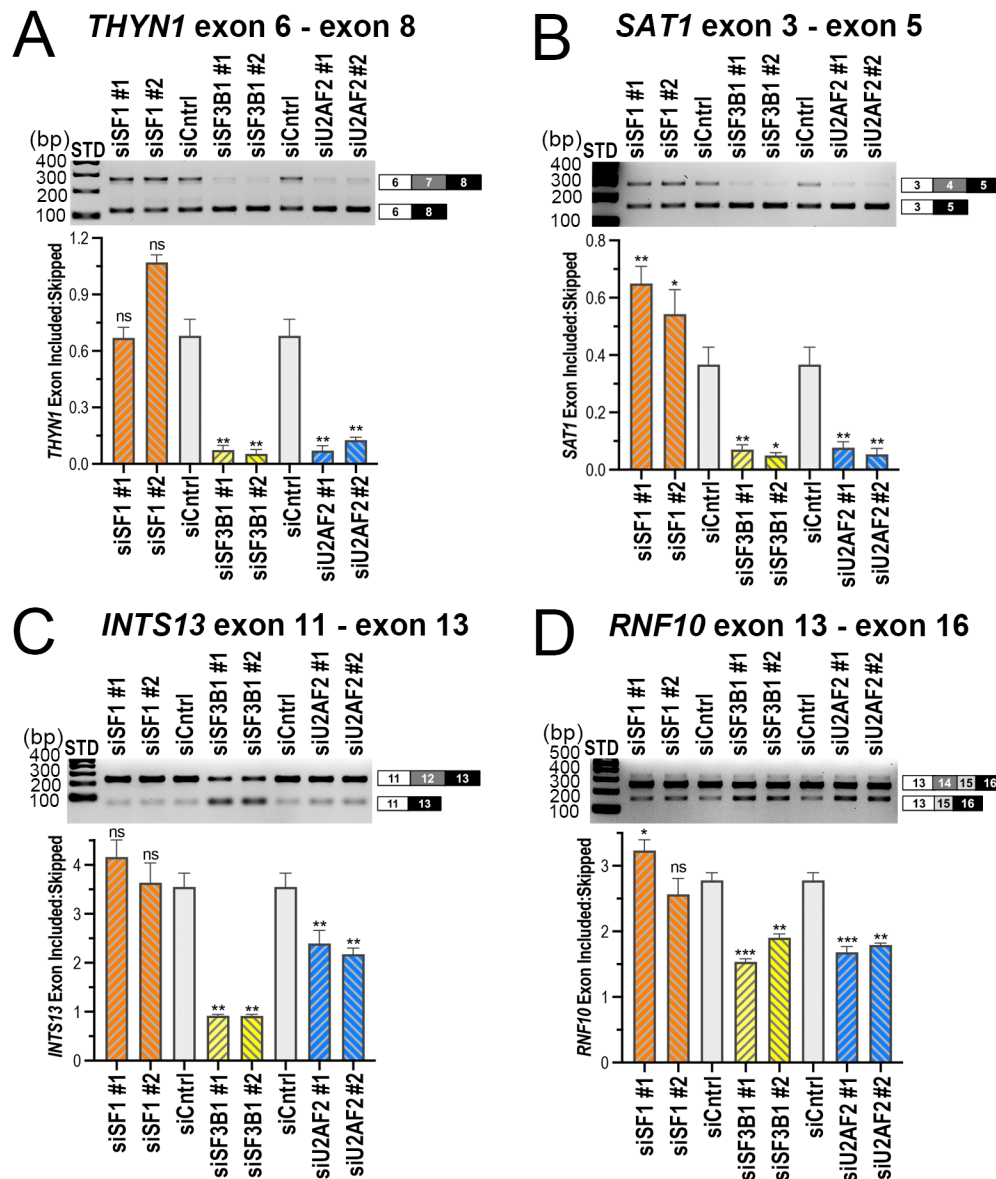 A THYN1 exon 6 - exon 8
siSF1 #1
siSF1 #2
siCntrl
siSF3B1 #1
siSF3B1 #2
siCntrl
siU2AF2 #1
siU2AF2 #2
(bp)
STD
400
300
200
100
6 7 8
6 8
THYN1 Exon Included:Skipped
1.2
0.9
0.6
0.3
0.0
ns
ns
**
**
**
**
siSF1 #1
siSF1 #2
siCntrl
siSF3B1 #1
siSF3B1 #2
siCntrl
siU2AF2 #1
siU2AF2 #2
B SAT1 exon 3 - exon 5
siSF1 #1
siSF1 #2
siCntrl
siSF3B1 #1
siSF3B1 #2
siCntrl
siU2AF2 #1
siU2AF2 #2
(bp)
STD
400
300
200
100
3 4 5
3 5
SAT1 Exon Included:Skipped
0.8
0.6
0.4
0.2
0.0
**
*
**
*
**
**
siSF1 #1
siSF1 #2
siCntrl
siSF3B1 #1
siSF3B1 #2
siCntrl
siU2AF2 #1
siU2AF2 #2
C INTS13 exon 11 - exon 13
siSF1 #1
siSF1 #2
siCntrl
siSF3B1 #1
siSF3B1 #2
siCntrl
siU2AF2 #1
siU2AF2 #2
(bp)
STD
400
300
200
100
11 12 13
11 13
INTS13 Exon Included:Skipped
4
3
2
1
0
ns
ns
**
**
**
**
siSF1 #1
siSF1 #2
siCntrl
siSF3B1 #1
siSF3B1 #2
siCntrl
siU2AF2 #1
siU2AF2 #2
D RNF10 exon 13 - exon 16
siSF1 #1
siSF1 #2
siCntrl
siSF3B1 #1
siSF3B1 #2
siCntrl
siU2AF2 #1
siU2AF2 #2
(bp)
STD
500
400
300
200
100
13 14 15 16
13 15 16
RNF10 Exon Included:Skipped
3
2
1
0
*
ns
***
**
***
**
siSF1 #1
siSF1 #2
siCntrl
siSF3B1 #1
siSF3B1 #2
siCntrl
siU2AF2 #1
siU2AF2 #2